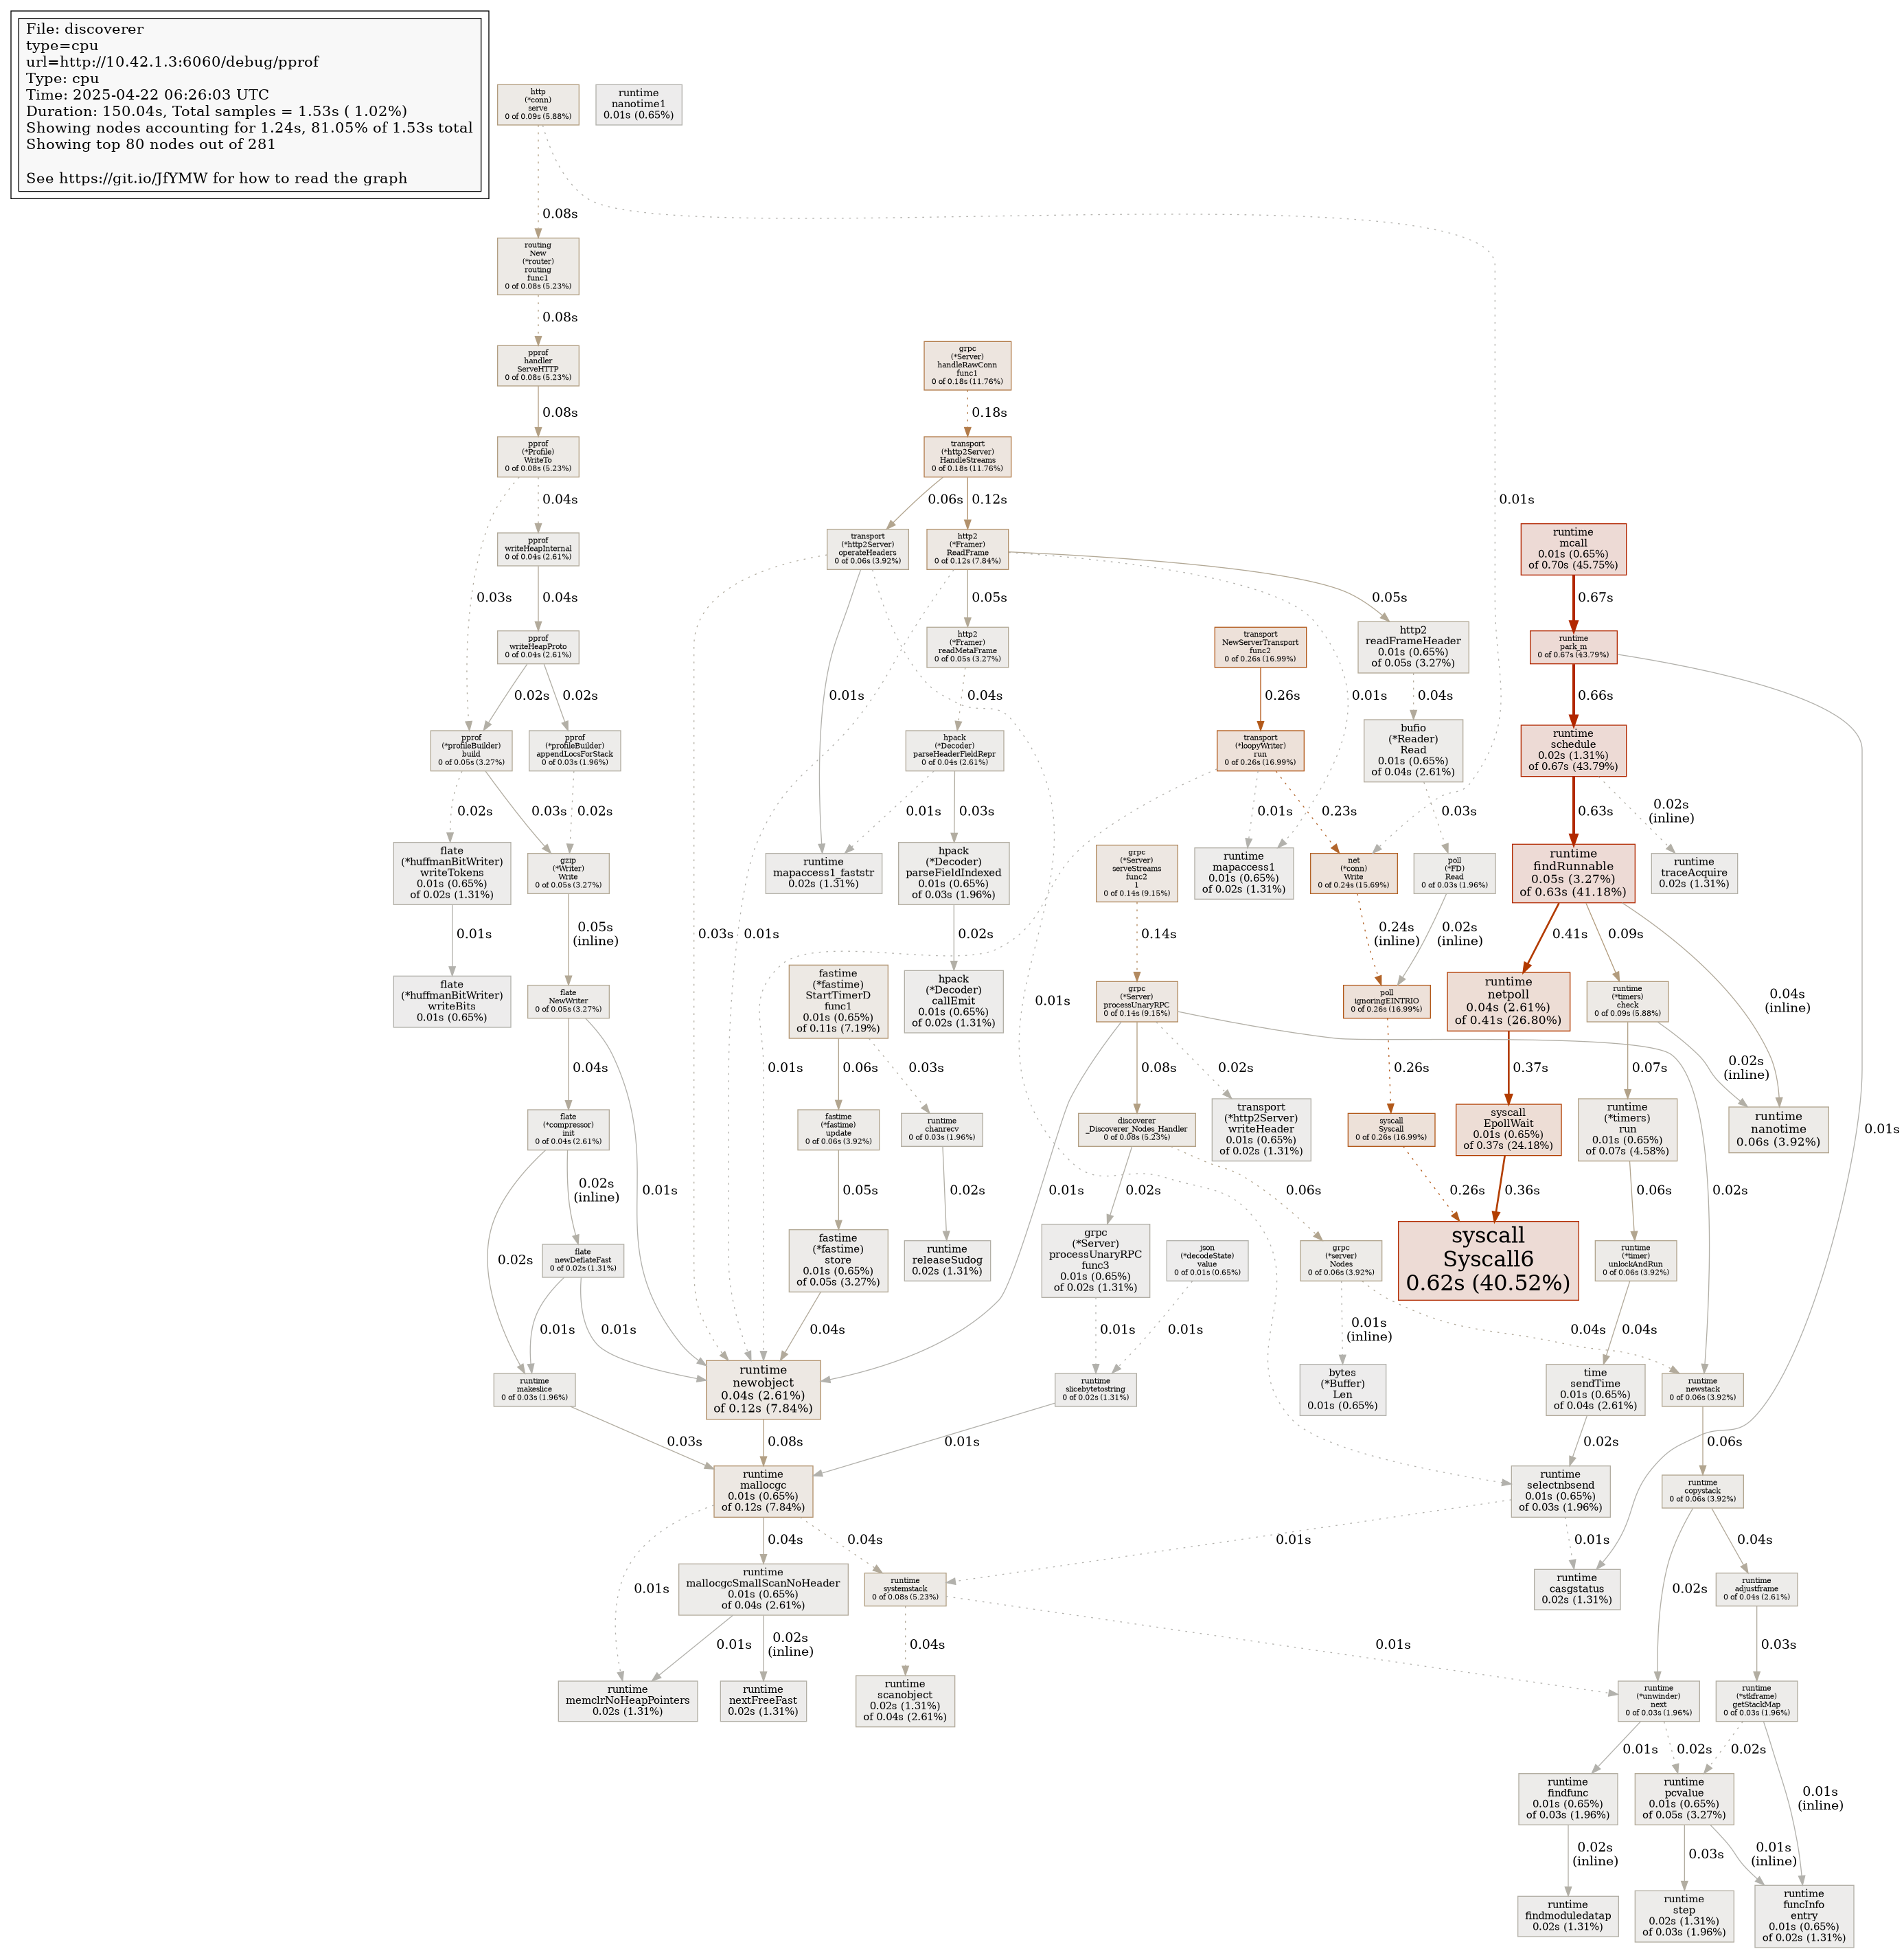 File: discoverer
type=cpu
url=http://10.42.1.3:6060/debug/pprof
Type: cpu
Time: 2025-04-22 06:26:03 UTC
Duration: 150.04s, Total samples = 1.53s ( 1.02%)
Showing nodes accounting for 1.24s, 81.05% of 1.53s total
Showing top 80 nodes out of 281
See https://git.io/JfYMW for how to read the graph
http
(*conn)
serve
0 of 0.09s (5.88%)
runtime
nanotime1
0.01s (0.65%)
0.08s
routing
New
(*router)
routing
func1
0 of 0.08s (5.23%)
0.08s
pprof
handler
ServeHTTP
0 of 0.08s (5.23%)
grpc
(*Server)
handleRawConn
func1
0 of 0.18s (11.76%)
0.08s
0.18s
pprof
(*Profile)
WriteTo
0 of 0.08s (5.23%)
transport
(*http2Server)
HandleStreams
0 of 0.18s (11.76%)
0.04s
0.06s
0.12s
0.01s
pprof
writeHeapInternal
0 of 0.04s (2.61%)
transport
(*http2Server)
operateHeaders
0 of 0.06s (3.92%)
http2
(*Framer)
ReadFrame
0 of 0.12s (7.84%)
runtime
mcall
0.01s (0.65%)
of 0.70s (45.75%)
0.03s
0.04s
0.05s
0.05s
0.67s
pprof
writeHeapProto
0 of 0.04s (2.61%)
http2
(*Framer)
readMetaFrame
0 of 0.05s (3.27%)
transport
NewServerTransport
func2
0 of 0.26s (16.99%)
http2
readFrameHeader
0.01s (0.65%)
of 0.05s (3.27%)
runtime
park_m
0 of 0.67s (43.79%)
0.02s
0.02s
0.01s
0.04s
0.26s
0.01s
0.04s
0.66s
pprof
(*profileBuilder)
build
0 of 0.05s (3.27%)
pprof
(*profileBuilder)
appendLocsForStack
0 of 0.03s (1.96%)
hpack
(*Decoder)
parseHeaderFieldRepr
0 of 0.04s (2.61%)
transport
(*loopyWriter)
run
0 of 0.26s (16.99%)
bufio
(*Reader)
Read
0.01s (0.65%)
of 0.04s (2.61%)
runtime
schedule
0.02s (1.31%)
of 0.67s (43.79%)
0.02s
0.03s
0.02s
0.01s
0.03s
0.01s
0.23s
0.03s
0.63s
0.02s
(inline)
flate
(*huffmanBitWriter)
writeTokens
0.01s (0.65%)
of 0.02s (1.31%)
gzip
(*Writer)
Write
0 of 0.05s (3.27%)
runtime
mapaccess1_faststr
0.02s (1.31%)
hpack
(*Decoder)
parseFieldIndexed
0.01s (0.65%)
of 0.03s (1.96%)
grpc
(*Server)
serveStreams
func2
1
0 of 0.14s (9.15%)
runtime
mapaccess1
0.01s (0.65%)
of 0.02s (1.31%)
net
(*conn)
Write
0 of 0.24s (15.69%)
poll
(*FD)
Read
0 of 0.03s (1.96%)
runtime
findRunnable
0.05s (3.27%)
of 0.63s (41.18%)
runtime
traceAcquire
0.02s (1.31%)
0.01s
0.05s
(inline)
0.03s
0.01s
0.02s
0.14s
0.24s
(inline)
0.02s
(inline)
0.41s
0.09s
flate
(*huffmanBitWriter)
writeBits
0.01s (0.65%)
flate
NewWriter
0 of 0.05s (3.27%)
fastime
(*fastime)
StartTimerD
func1
0.01s (0.65%)
of 0.11s (7.19%)
hpack
(*Decoder)
callEmit
0.01s (0.65%)
of 0.02s (1.31%)
0.01s
grpc
(*Server)
processUnaryRPC
0 of 0.14s (9.15%)
poll
ignoringEINTRIO
0 of 0.26s (16.99%)
runtime
netpoll
0.04s (2.61%)
of 0.41s (26.80%)
runtime
(*timers)
check
0 of 0.09s (5.88%)
0.04s
(inline)
0.04s
0.01s
0.06s
0.03s
0.08s
0.02s
0.26s
0.37s
0.07s
0.02s
(inline)
flate
(*compressor)
init
0 of 0.04s (2.61%)
fastime
(*fastime)
update
0 of 0.06s (3.92%)
runtime
chanrecv
0 of 0.03s (1.96%)
discoverer
_Discoverer_Nodes_Handler
0 of 0.08s (5.23%)
transport
(*http2Server)
writeHeader
0.01s (0.65%)
of 0.02s (1.31%)
syscall
Syscall
0 of 0.26s (16.99%)
syscall
EpollWait
0.01s (0.65%)
of 0.37s (24.18%)
runtime
(*timers)
run
0.01s (0.65%)
of 0.07s (4.58%)
runtime
nanotime
0.06s (3.92%)
0.01s
0.02s
(inline)
0.01s
0.05s
0.02s
0.01s
0.02s
0.06s
0.26s
0.36s
0.06s
0.02s
0.02s
flate
newDeflateFast
0 of 0.02s (1.31%)
fastime
(*fastime)
store
0.01s (0.65%)
of 0.05s (3.27%)
runtime
releaseSudog
0.02s (1.31%)
grpc
(*Server)
processUnaryRPC
func3
0.01s (0.65%)
of 0.02s (1.31%)
json
(*decodeState)
value
0 of 0.01s (0.65%)
grpc
(*server)
Nodes
0 of 0.06s (3.92%)
syscall
Syscall6
0.62s (40.52%)
runtime
(*timer)
unlockAndRun
0 of 0.06s (3.92%)
0.01s
0.01s
0.04s
0.01s
0.01s
0.01s
(inline)
0.04s
0.04s
runtime
makeslice
0 of 0.03s (1.96%)
runtime
newobject
0.04s (2.61%)
of 0.12s (7.84%)
runtime
slicebytetostring
0 of 0.02s (1.31%)
bytes
(*Buffer)
Len
0.01s (0.65%)
time
sendTime
0.01s (0.65%)
of 0.04s (2.61%)
runtime
newstack
0 of 0.06s (3.92%)
0.03s
0.08s
0.01s
0.02s
0.06s
runtime
mallocgc
0.01s (0.65%)
of 0.12s (7.84%)
runtime
selectnbsend
0.01s (0.65%)
of 0.03s (1.96%)
runtime
copystack
0 of 0.06s (3.92%)
0.04s
0.04s
0.01s
0.01s
0.04s
0.01s
runtime
mallocgcSmallScanNoHeader
0.01s (0.65%)
of 0.04s (2.61%)
runtime
systemstack
0 of 0.08s (5.23%)
runtime
casgstatus
0.02s (1.31%)
0.02s
runtime
adjustframe
0 of 0.04s (2.61%)
0.01s
0.02s
(inline)
0.04s
0.01s
0.03s
runtime
memclrNoHeapPointers
0.02s (1.31%)
runtime
nextFreeFast
0.02s (1.31%)
runtime
scanobject
0.02s (1.31%)
of 0.04s (2.61%)
runtime
(*unwinder)
next
0 of 0.03s (1.96%)
runtime
(*stkframe)
getStackMap
0 of 0.03s (1.96%)
0.01s
0.02s
0.02s
0.01s
(inline)
runtime
findfunc
0.01s (0.65%)
of 0.03s (1.96%)
runtime
pcvalue
0.01s (0.65%)
of 0.05s (3.27%)
0.02s
(inline)
0.03s
0.01s
(inline)
runtime
findmoduledatap
0.02s (1.31%)
runtime
step
0.02s (1.31%)
of 0.03s (1.96%)
runtime
funcInfo
entry
0.01s (0.65%)
of 0.02s (1.31%)